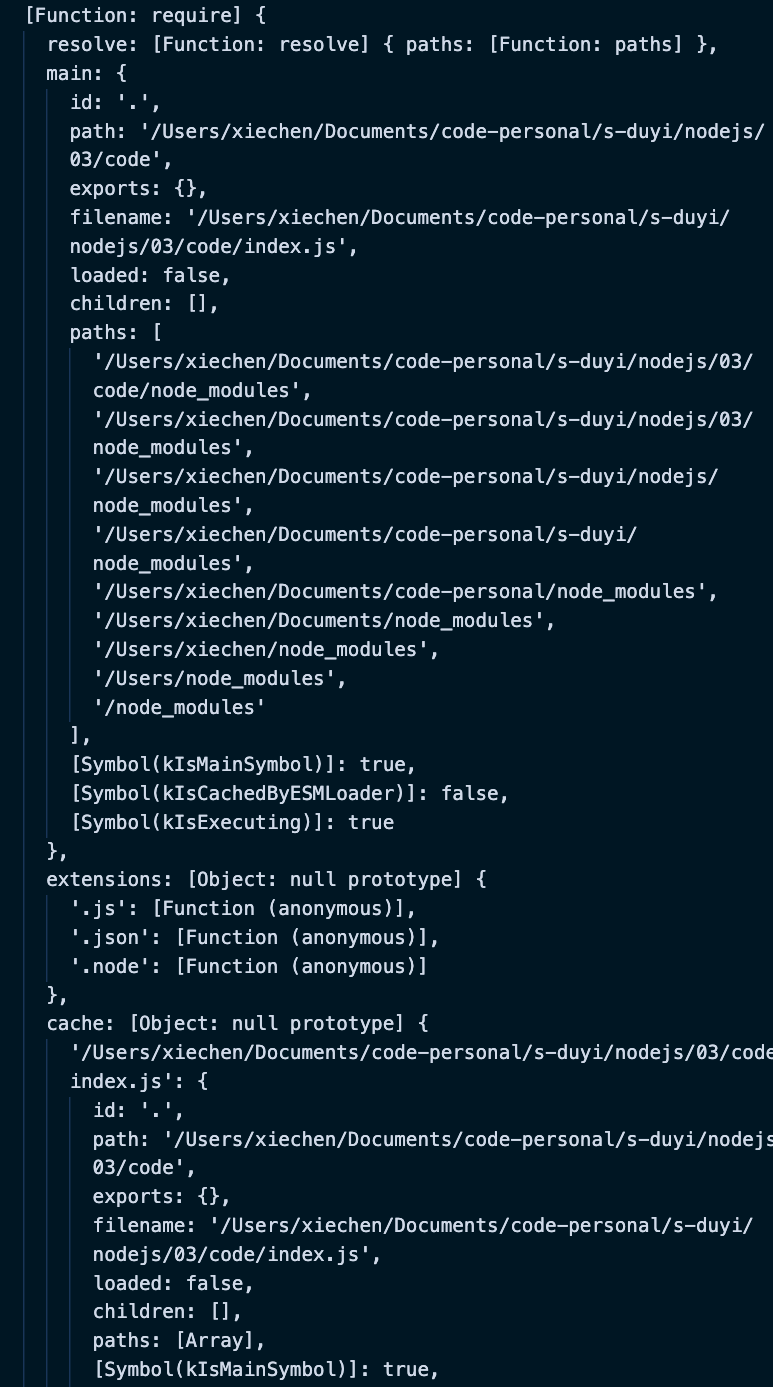 [Function: require] {
resolve: [Function: resolve] { paths: [Function: paths] },
main: {
id: '.',
path: '/Users/xiechen/Documents/code-personal/s-duyi/nodejs/
03/code',
exports: {},
filename: '/Users/xiechen/Documents/code-personal/s-duyi/
nodejs/03/code/index.js',
loaded: false,
children: [],
paths: [
'/Users/xiechen/Documents/code-personal/s-duyi/nodejs/03/
code/node_modules',
'/Users/xiechen/Documents/code-personal/s-duyi/nodejs/03/
node_modules',
'/Users/xiechen/Documents/code-personal/s-duyi/nodejs/
node_modules',
'/Users/xiechen/Documents/code-personal/s-duyi/
node_modules',
'/Users/xiechen/Documents/code-personal/node_modules',
'/Users/xiechen/Documents/node_modules',
'/Users/xiechen/node_modules',
'/Users/node_modules',
'/node_modules'
],
[Symbol(kIsMainSymbol)]: true,
[Symbol(kIsCachedByESMLoader)]: false,
[Symbol(kIsExecuting)]: true
},
extensions: [Object: null prototype] {
'.js': [Function (anonymous)],
'.json': [Function (anonymous)],
'.node': [Function (anonymous)]
},
cache: [Object: null prototype] {
'/Users/xiechen/Documents/code-personal/s-duyi/nodejs/03/code
index.js': {
id: '.',
path: '/Users/xiechen/Documents/code-personal/s-duyi/nodejs
03/code',
exports: {},
filename: '/Users/xiechen/Documents/code-personal/s-duyi/
nodejs/03/code/index.js',
loaded: false,
children: [],
paths: [Array],
[Symbol(kIsMainSymbol)]: true,